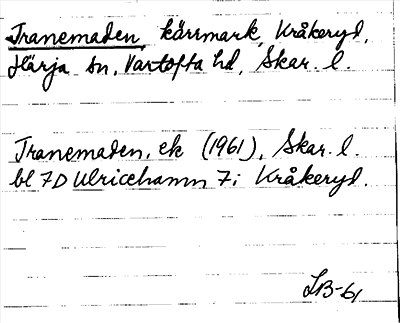 Tranemaden, kärrmark, Kråkeryd,
Härja sn, Vartofta hd, Skar. l.
Tranemaden, ek (1961), Skar. l.
bl 7D Ulricehamn 7i Kråkeryd.
LB-61